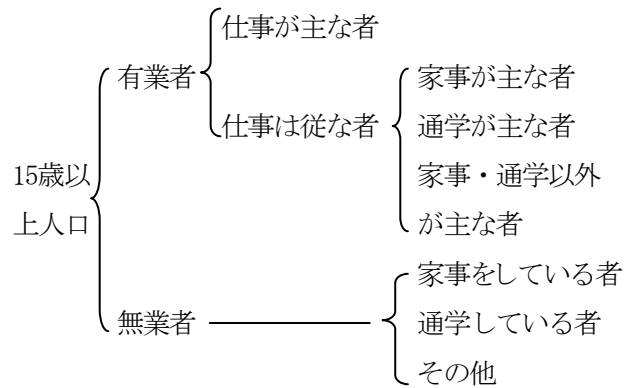 仕事が主な者
有業者
家事が主な者
仕事は従な者
通学が主な者
15歳以
家事・通学以外
上人口
が主な者
家事をしている者
無業者
通学している者
その他